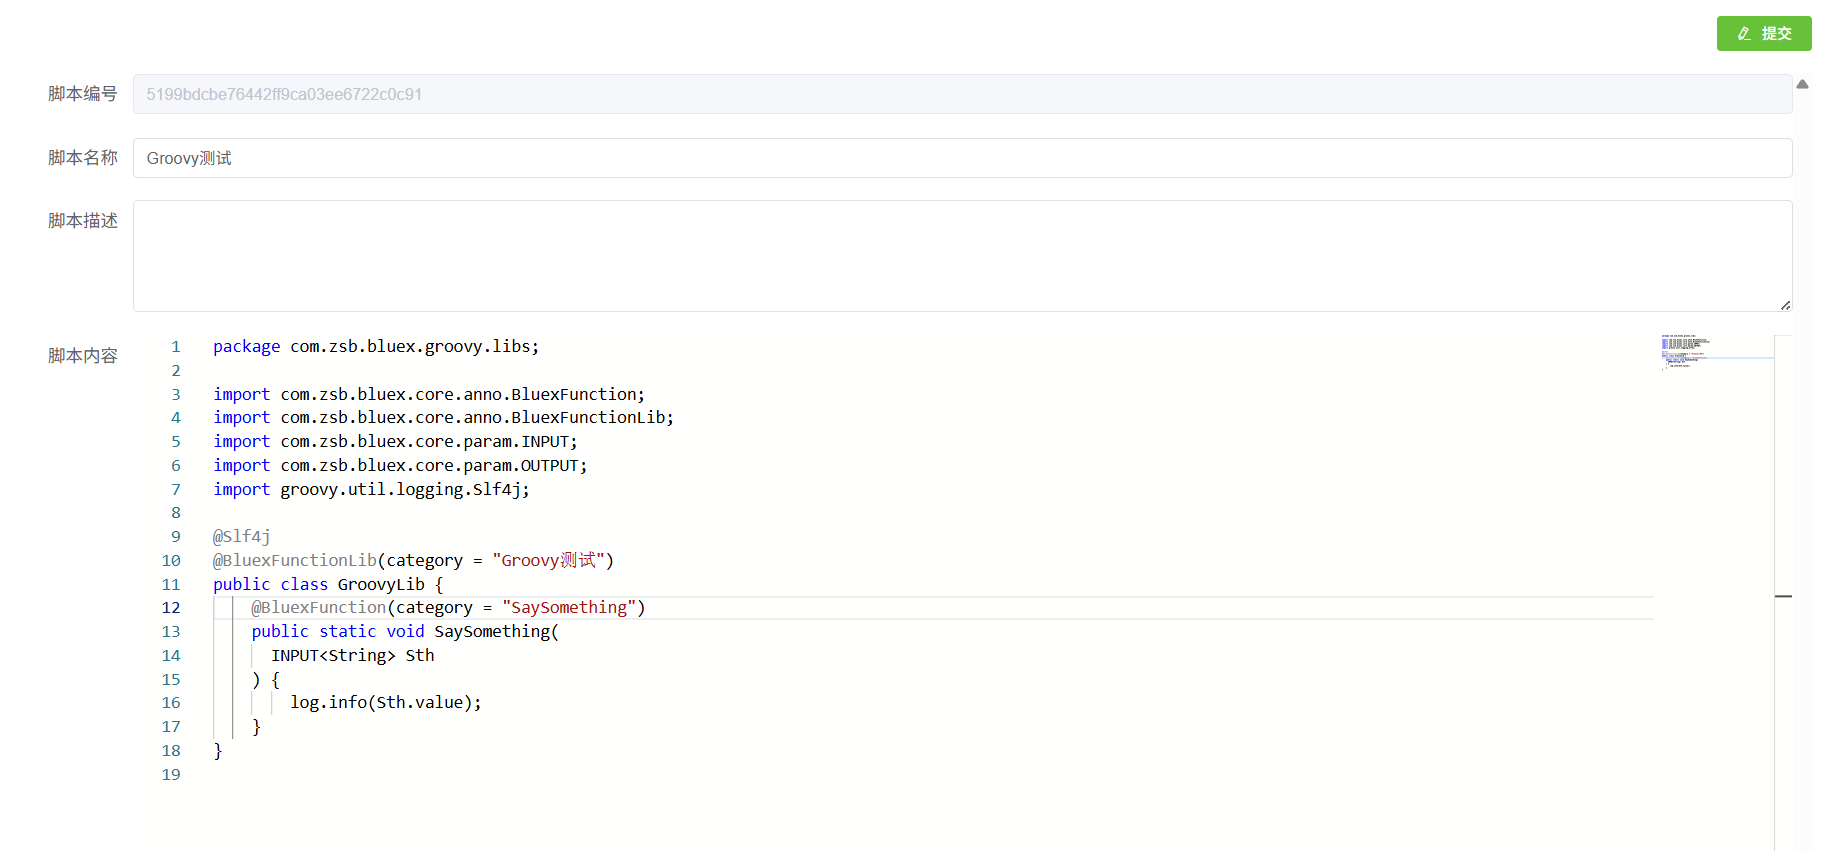 提交
脚本编号 5199bdcbe76442ff9ca03ee6722c0c91
脚本名称 Groovy测试
脚本描述
脚本内容
1 package com.zsb.bluex.groovy.libs;
2
3 import com.zsb.bluex.core.anno.BluexFunction;
4 import com.zsb.bluex.core.anno.BluexFunctionLib;
5 import com.zsb.bluex.core.param.INPUT;
6 import com.zsb.bluex.core.param.OUTPUT;
7 import groovy.util.logging.Slf4j;
8
9 @Slf4j
10 @BluexFunctionLib(category = "Groovy测试")
11 public class GroovyLib {
12     @BluexFunction(category = "SaySomething")
13     public static void SaySomething(
14       INPUT<String> Sth
15     ) {
16         log.info(Sth.value);
17     }
18 }
19